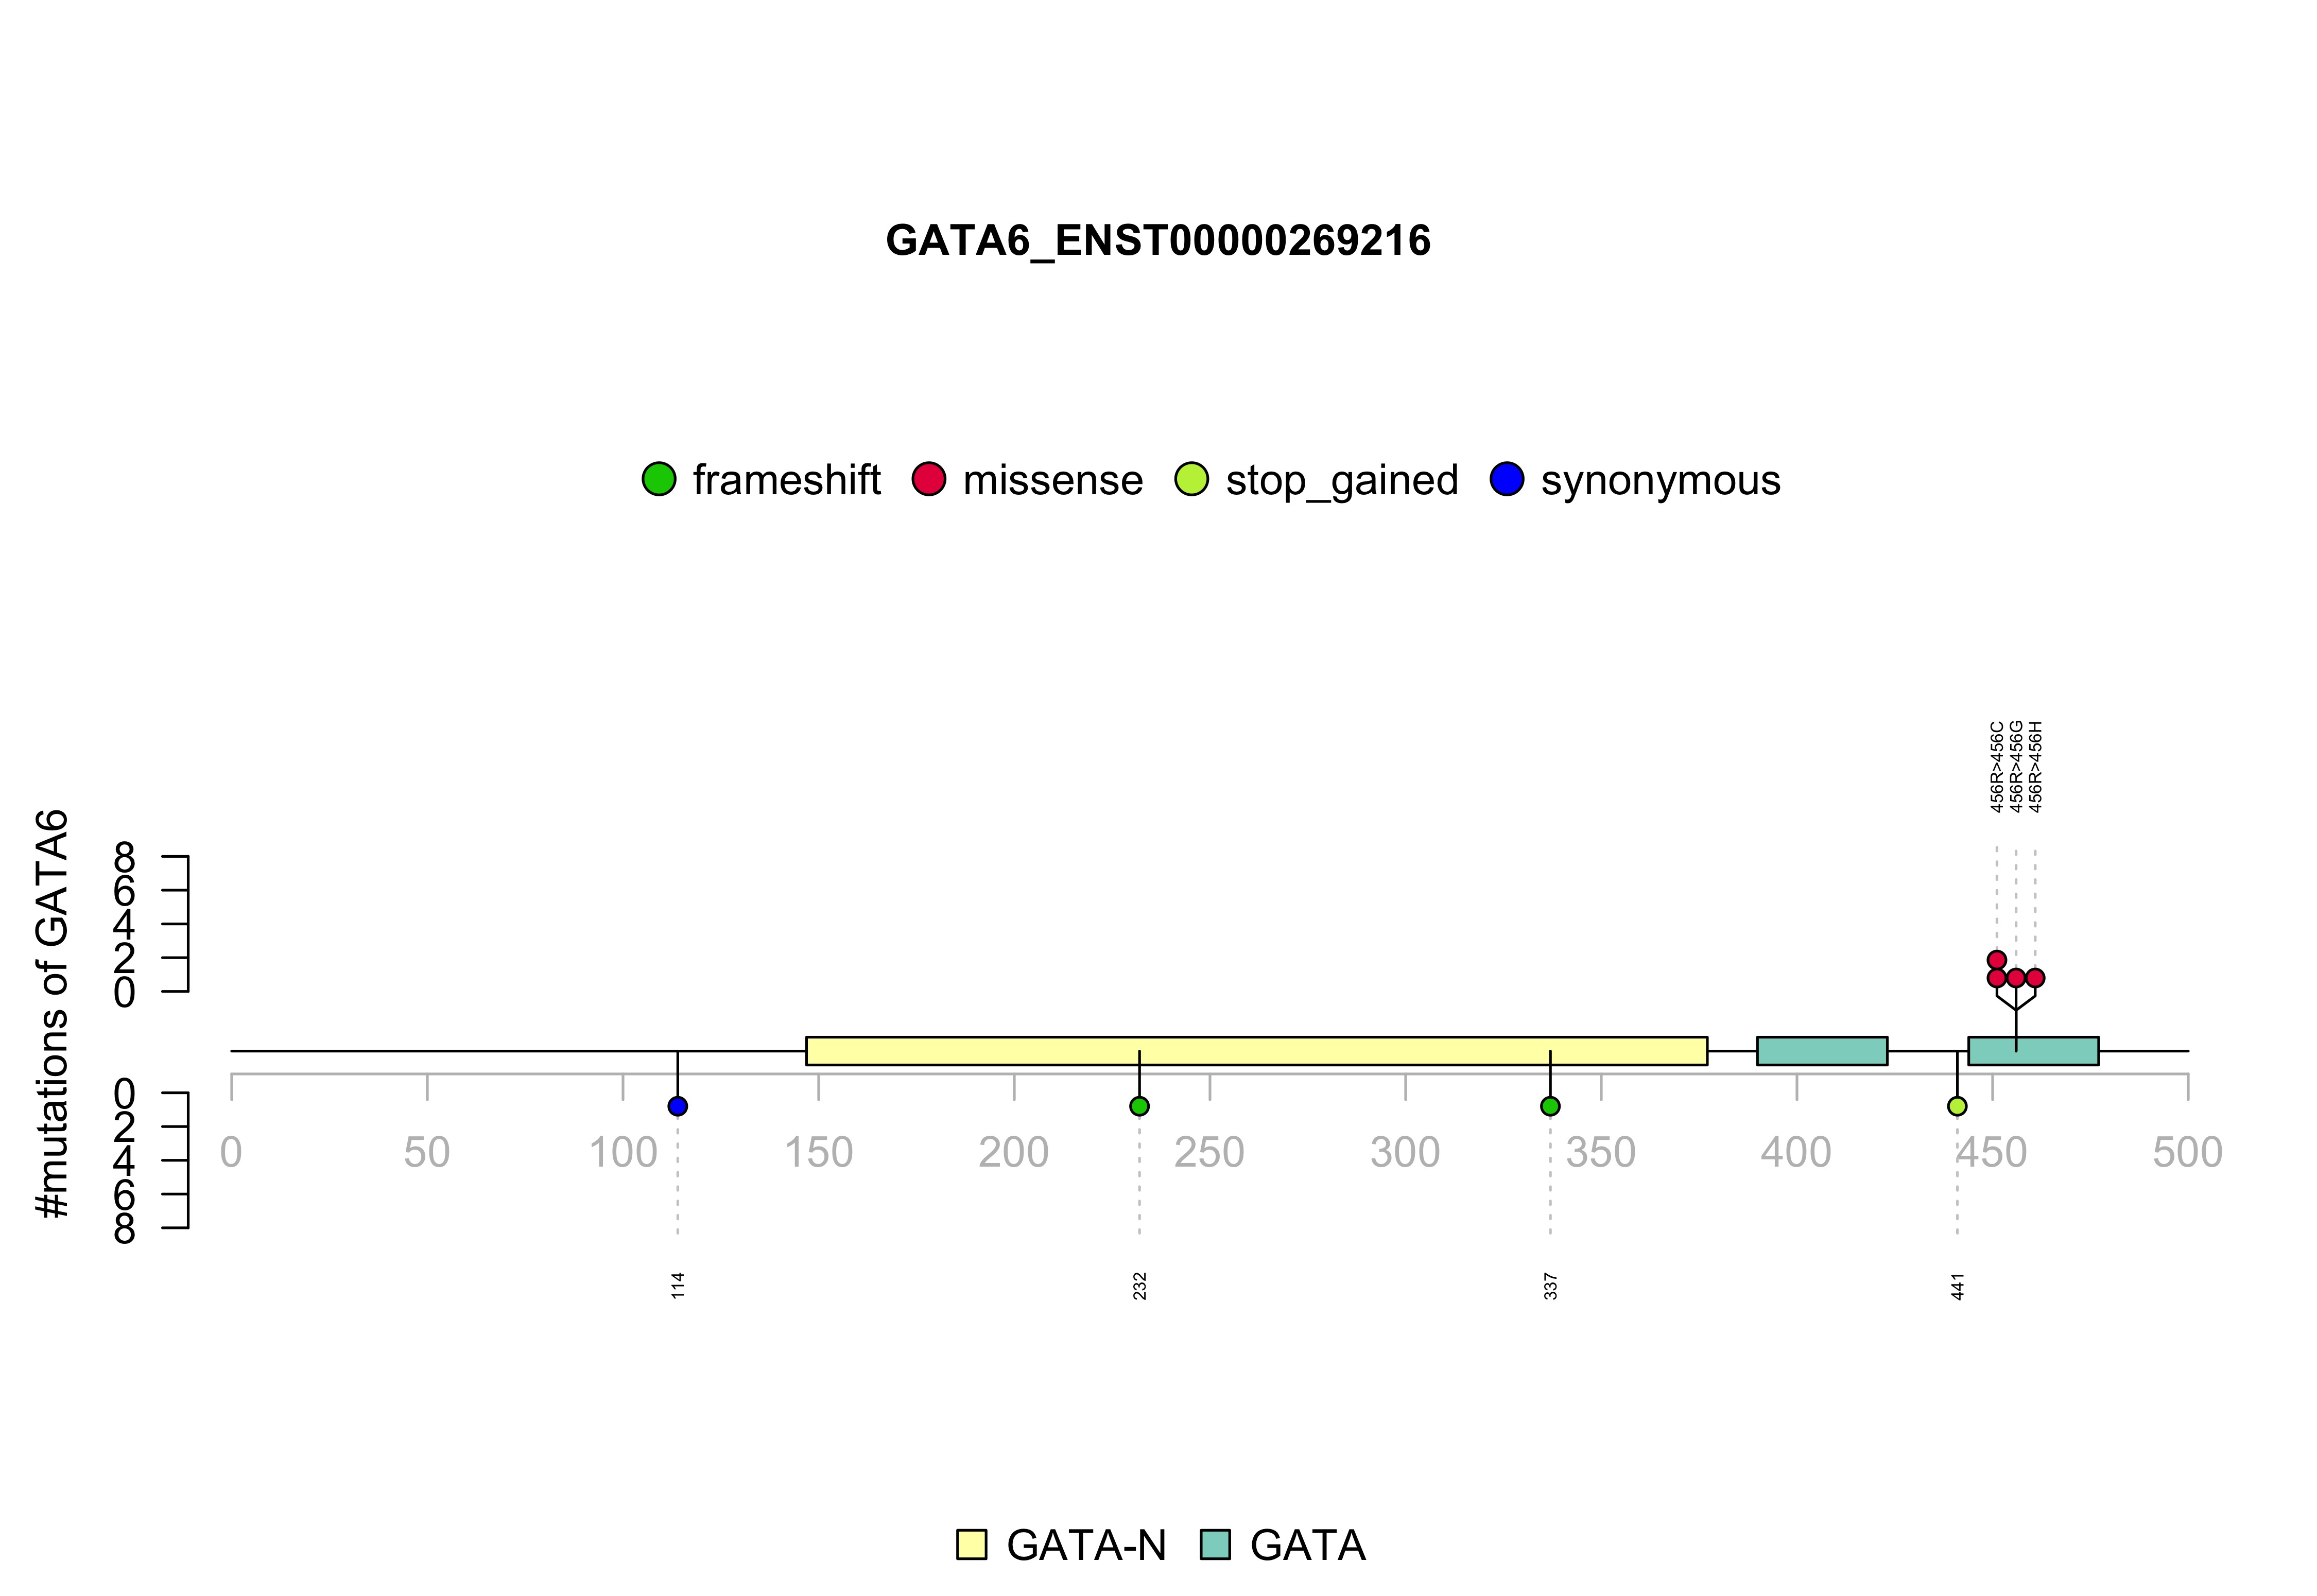 GATA6_ENST00000269216
frameshift missense stop_gained synonymous
456R>456C
456R>456G
456R>456H
#mutations of GATA6
8
6
4
2
0
0
2
4
6
8
0 50 100 150 200 250 300 350 400 450 500
114 232 337 441
GATA-N GATA